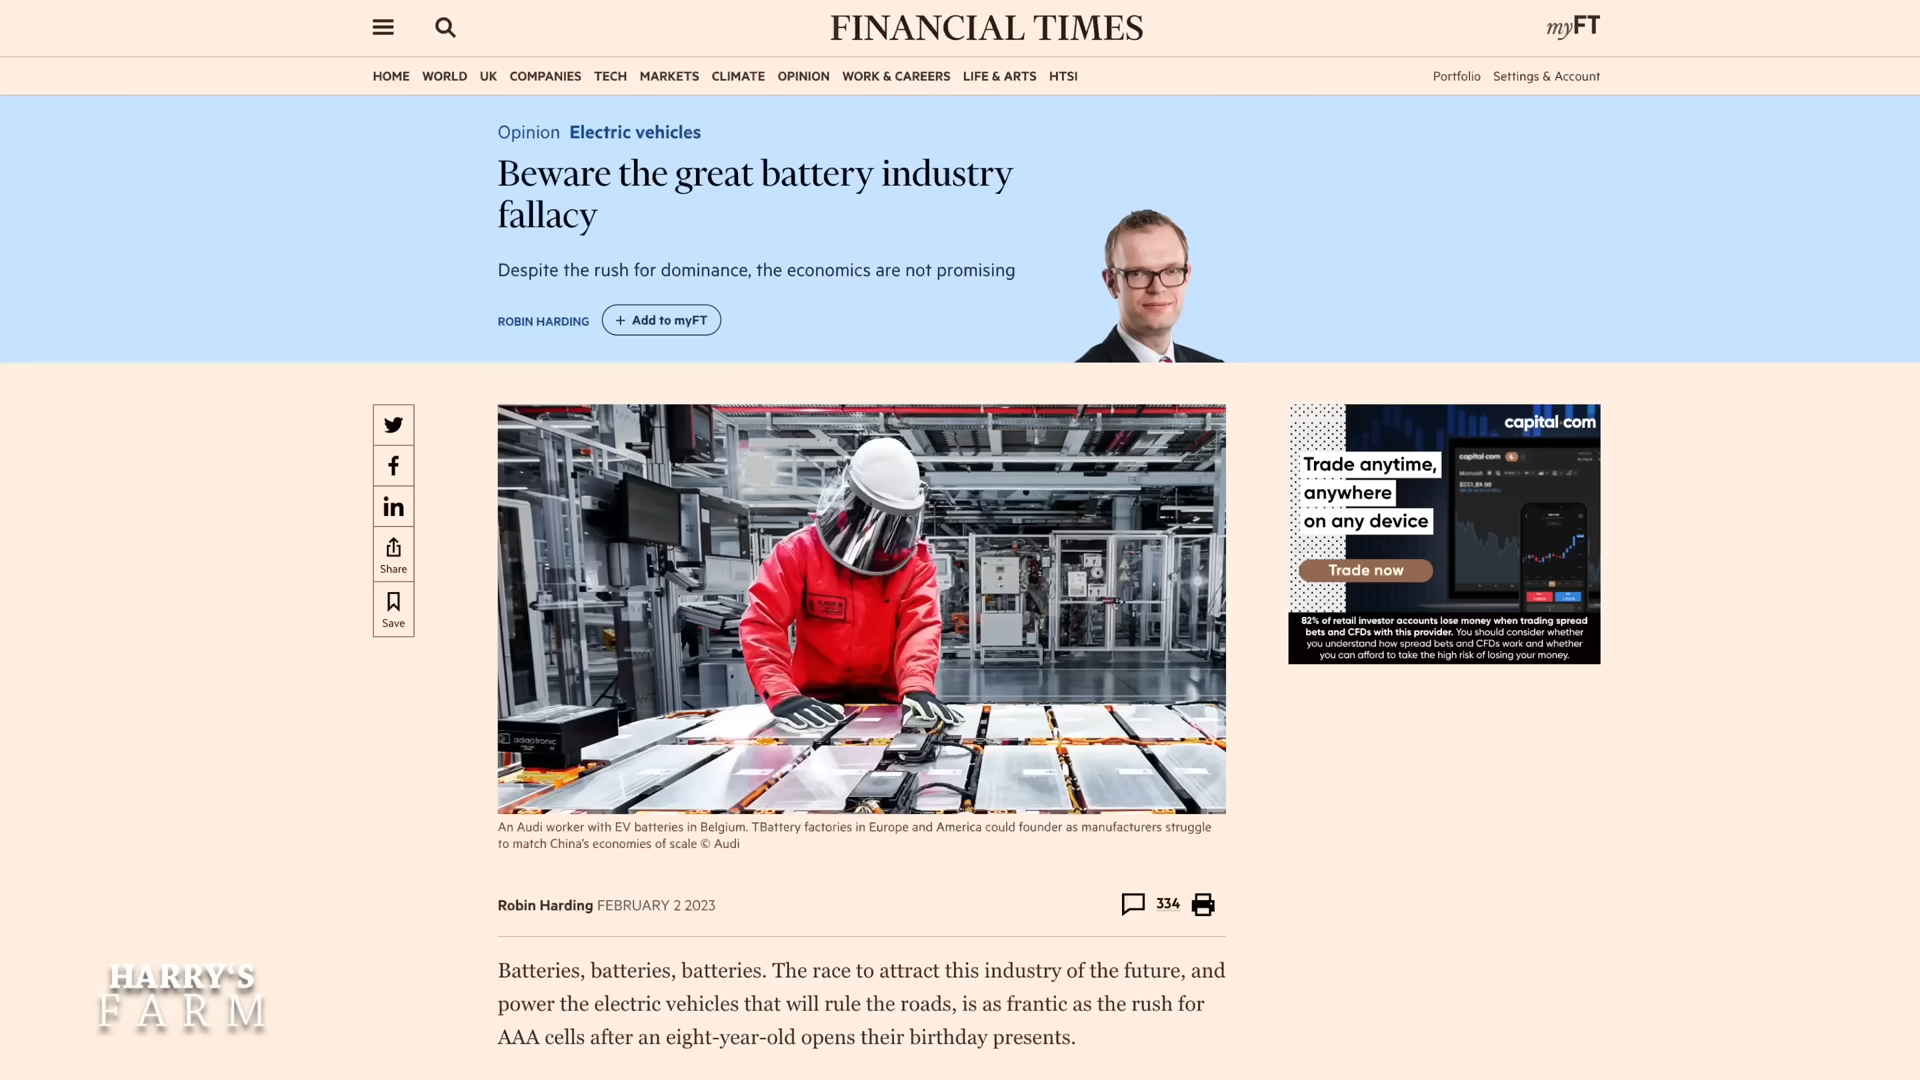 FINANCIAL TIMES
myFT
HOME WORLD UK COMPANIES TECH MARKETS CLIMATE OPINION WORK & CAREERS LIFE & ARTS HTSI
Portfolio Settings & Account
Opinion Electric vehicles
Beware the great battery industry
fallacy
Despite the rush for dominance, the economics are not promising
ROBIN HARDING + Add to myFT
Share
Save
adaptronic
capital.com
Trade anytime,
anywhere
on any device
capital.com
Trade now
82% of retail investor accounts lose money when trading spread
bets and CFDs with this provider. You should consider whether
you understand how spread bets and CFDs work and whether
you can afford to take the high risk of losing your money.
An Audi worker with EV batteries in Belgium. TBattery factories in Europe and America could founder as manufacturers struggle
to match China's economies of scale © Audi
Robin Harding FEBRUARY 2 2023
334
Batteries, batteries, batteries. The race to attract this industry of the future, and
power the electric vehicles that will rule the roads, is as frantic as the rush for
AAA cells after an eight-year-old opens their birthday presents.
HARRY'S
FARM